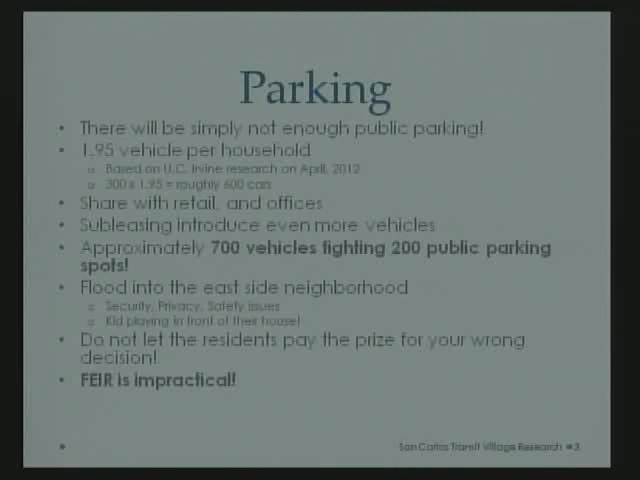 Parking
• There will be simply not enough public parking!
• 1.95 vehicle per household
o Based on U.C. Irvine research on April, 2012
o 300 x 1.95 = roughly 600 cars
• Share with retail, and offices
• Subleasing introduce even more vehicles
• Approximately 700 vehicles fighting 200 public parking
spots!
• Flood into the east side neighborhood
o Security, Privacy, Safety issues
o Kid playing in front of their house!
• Do not let the residents pay the prize for your wrong
decision!
• FEIR is impractical!
San Carlos Transit Village Research • 3